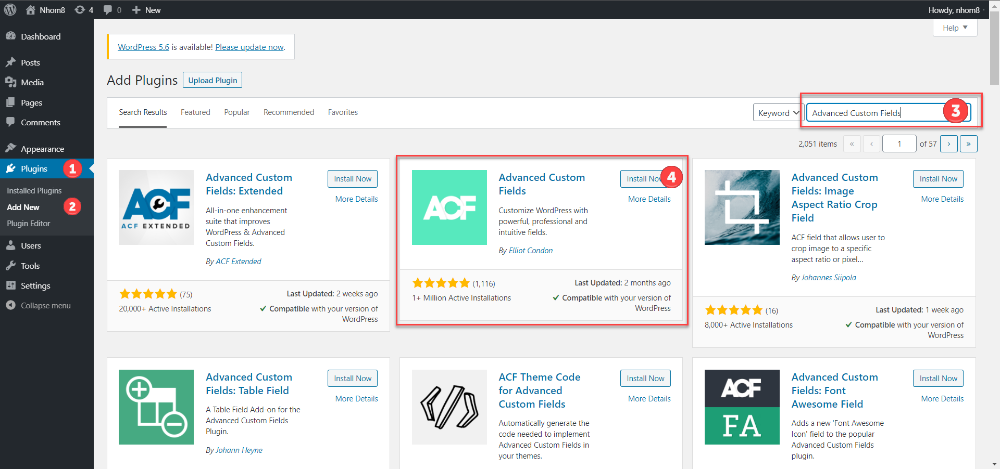 Nhom8
4
0
New
Howdy, nhom8
Dashboard
Posts
Media
Pages
Comments
Appearance
Plugins
1
Installed Plugins
Add New
2
Plugin Editor
Users
Tools
Settings
Collapse menu
Help
WordPress 5.6 is available! Please update now.
Add Plugins
Upload Plugin
Search Results
Featured
Popular
Recommended
Favorites
Keyword
Advanced Custom Fields
3
2,051 items
«
‹
1
of 57
›
»
ACF
ACF EXTENDED
Advanced Custom
Fields: Extended
Install Now
More Details
All-in-one enhancement
suite that improves
WordPress & Advanced
Custom Fields.
By ACF Extended
(75)
Last Updated: 2 weeks ago
20,000+ Active Installations
Compatible with your version of
WordPress
ACF
Advanced Custom
Fields
Install Now
4
More Details
Customize WordPress with
powerful, professional and
intuitive fields.
By Elliot Condon
(1,116)
Last Updated: 2 months ago
1+ Million Active Installations
Compatible with your version of
WordPress
Advanced Custom
Fields: Image
Aspect Ratio Crop
Field
Install Now
More Details
ACF field that allows user to
crop image to a specific
aspect ratio or pixel...
By Johannes Siipola
(16)
Last Updated: 1 week ago
8,000+ Active Installations
Compatible with your version of
WordPress
Advanced Custom
Fields: Table Field
Install Now
More Details
A Table Field Add-on for the
Advanced Custom Fields
Plugin.
By Johann Heyne
ACF Theme Code
for Advanced
Custom Fields
Install Now
More Details
Automatically generate the
code needed to implement
Advanced Custom Fields in
your themes.
ACF
FA
Advanced Custom
Fields: Font
Awesome Field
Install Now
More Details
Adds a new 'Font Awesome
Icon' field to the popular
Advanced Custom Fields
plugin.